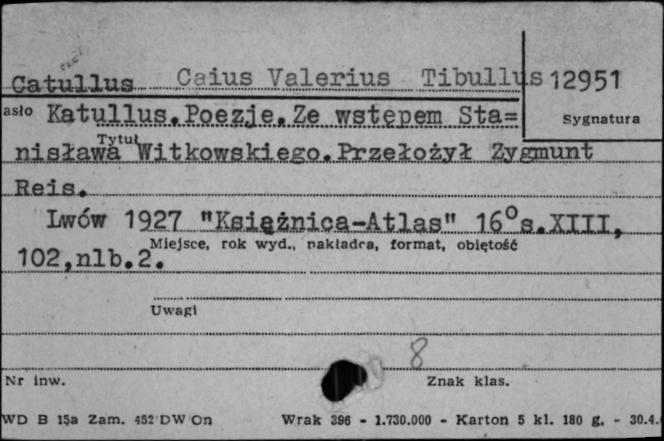 Catullus Caius Valerius Tibullus 12951
asło Katullus.Poezje.Ze wstępem Sta= Sygnatura
Tytuł
nisława Witkowskiego.Przełożył Zygmunt
Reis.
Lwów 1927 "Książnica-Atlas" 16° s.XIII,
Miejsce, rok wyd., nakładca, format, objętość
102,nlb.2.
Uwagi
8
Nr inw. Znak klas.
WD B 15a Zam. 452 DW On Wrak 396 - 1.730.000 - Karton 5 kl. 180 g. - 30.4.